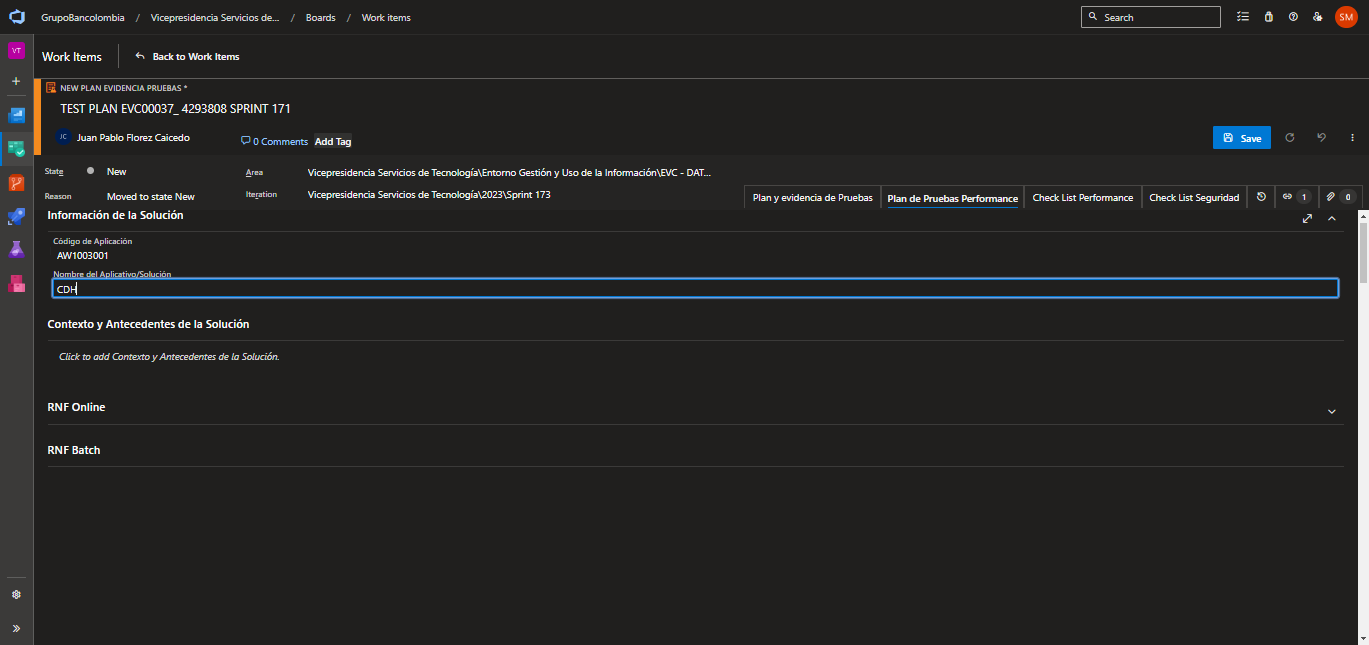 GrupoBancolombia / Vicepresidencia Servicios de... / Boards / Work items
Search
SM
VT
Work Items
Back to Work Items
NEW PLAN EVIDENCIA PRUEBAS *
TEST PLAN EVC00037_ 4293808 SPRINT 171
JC Juan Pablo Florez Caicedo
0 Comments
Add Tag
Save
State
New
Area
Vicepresidencia Servicios de Tecnología\Entorno Gestión y Uso de la Información\EVC - DAT...
Reason
Moved to state New
Iteration
Vicepresidencia Servicios de Tecnología\2023\Sprint 173
Plan y evidencia de Pruebas
Plan de Pruebas Performance
Check List Performance
Check List Seguridad
1
0
Información de la Solución
Código de Aplicación
AW1003001
Nombre del Aplicativo/Solución
CDH
Contexto y Antecedentes de la Solución
Click to add Contexto y Antecedentes de la Solución.
RNF Online
RNF Batch